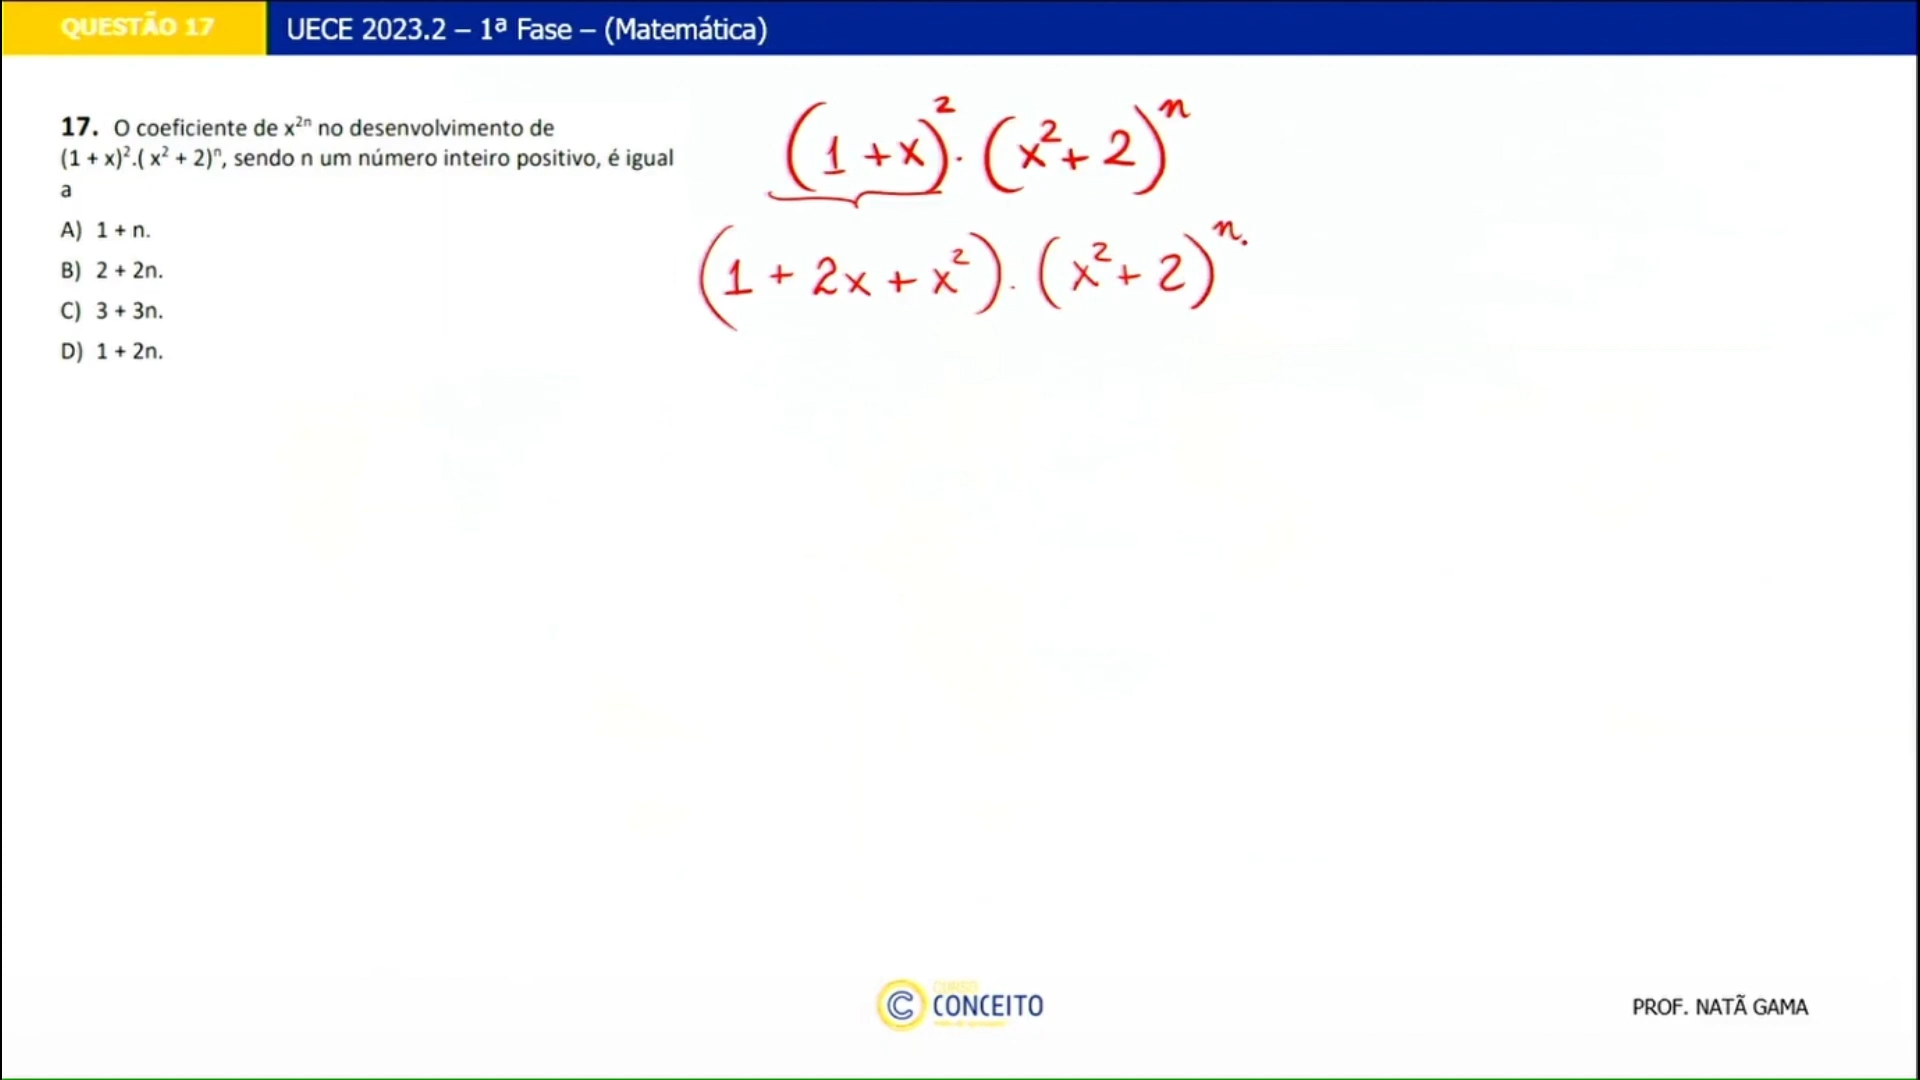 QUESTÃO 17
UECE 2023.2 – 1ª Fase – (Matemática)
17. O coeficiente de x²ⁿ no desenvolvimento de
(1 + x)².( x² + 2)ⁿ, sendo n um número inteiro positivo, é igual
a
A) 1 + n.
B) 2 + 2n.
C) 3 + 3n.
D) 1 + 2n.
(1 + x)² · (x² + 2)ⁿ
(1 + 2x + x²) · (x² + 2)ⁿ.
CURSO
CONCEITO
PROF. NATÃ GAMA